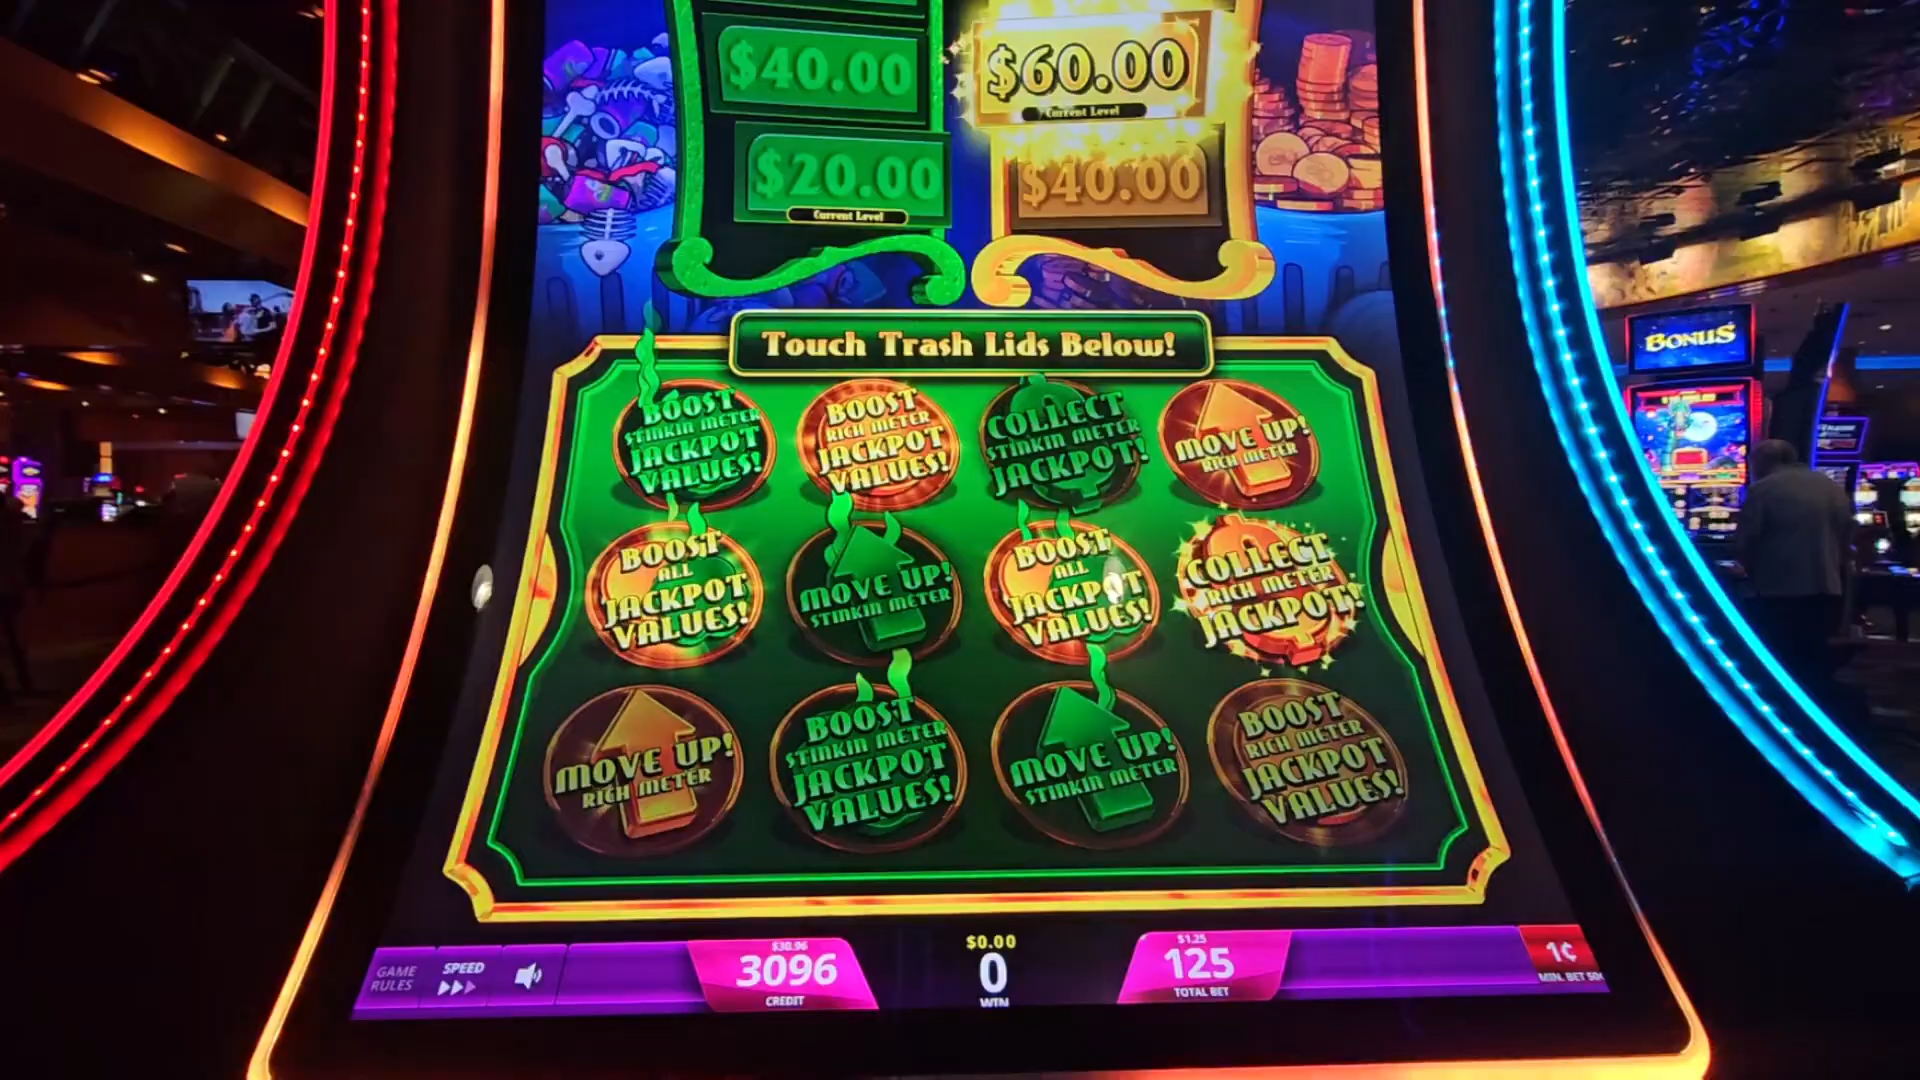 $40.00
$60.00
Current Level
$20.00
$40.00
Current Level
Touch Trash Lids Below!
BOOST
STINKIN METER
JACKPOT
VALUES!
BOOST
RICH METER
JACKPOT
VALUES!
COLLECT
STINKIN METER
JACKPOT!
MOVE UP!
RICH METER
BOOST
ALL
JACKPOT
VALUES!
MOVE UP!
STINKIN METER
BOOST
ALL
JACKPOT
VALUES!
COLLECT
RICH METER
JACKPOT!
MOVE UP!
RICH METER
BOOST
STINKIN METER
JACKPOT
VALUES!
MOVE UP!
STINKIN METER
BOOST
RICH METER
JACKPOT
VALUES!
BONUS
GAME
RULES
SPEED
$30.96
3096
CREDIT
$0.00
0
WIN
$1.25
125
TOTAL BET
1¢
MIN. BET 50¢